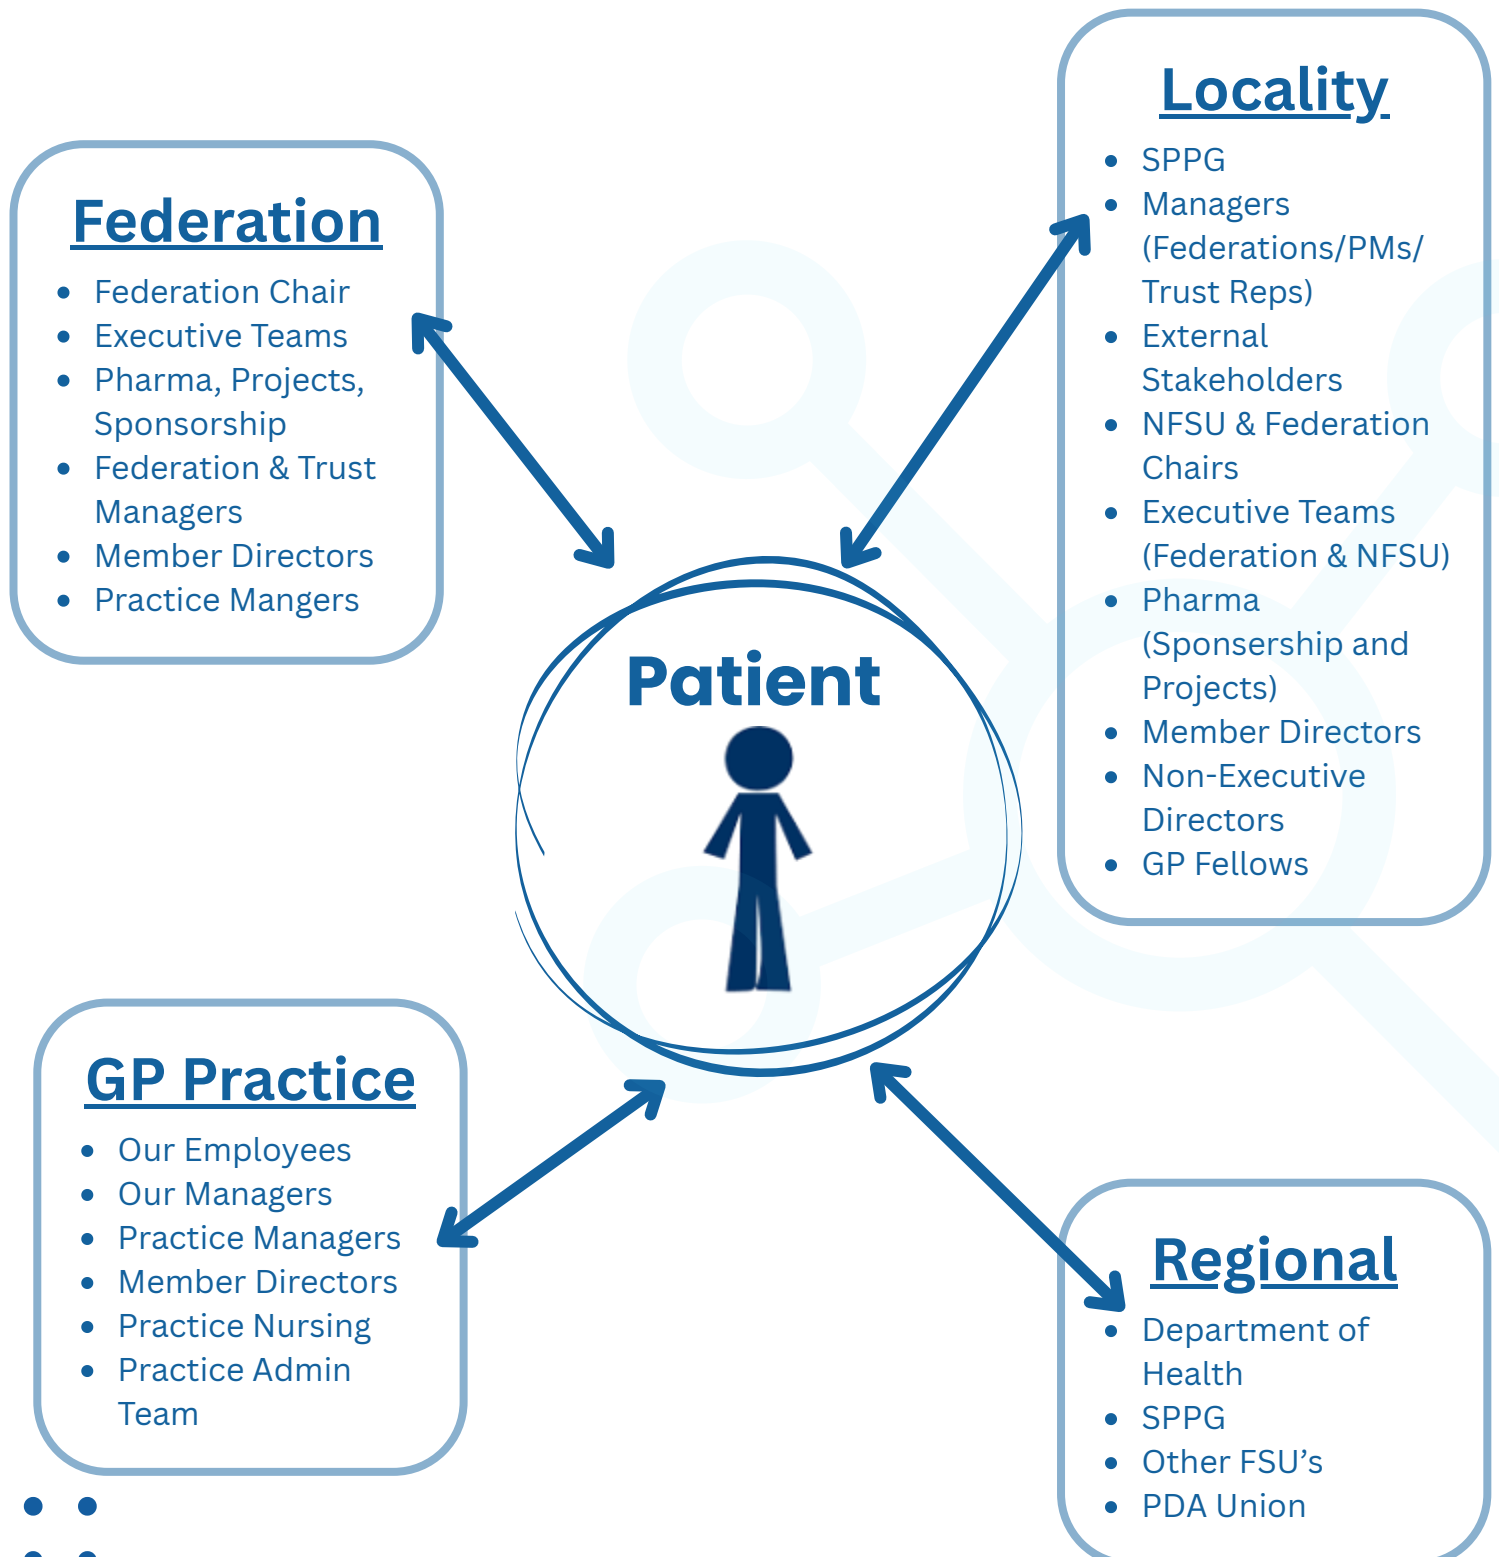 Federation
Federation Chair
Executive Teams
Pharma, Projects,
Sponsorship
Federation & Trust
Managers
Member Directors
Practice Mangers
Locality
SPPG
Managers
(Federations/PMs/
Trust Reps)
External
Stakeholders
NFSU & Federation
Chairs
Executive Teams
(Federation & NFSU)
Pharma
(Sponsership and
Projects)
Member Directors
Non-Executive
Directors
GP Fellows
Patient
GP Practice
Our Employees
Our Managers
Practice Managers
Member Directors
Practice Nursing
Practice Admin
Team
Regional
Department of
Health
SPPG
Other FSU’s
PDA Union